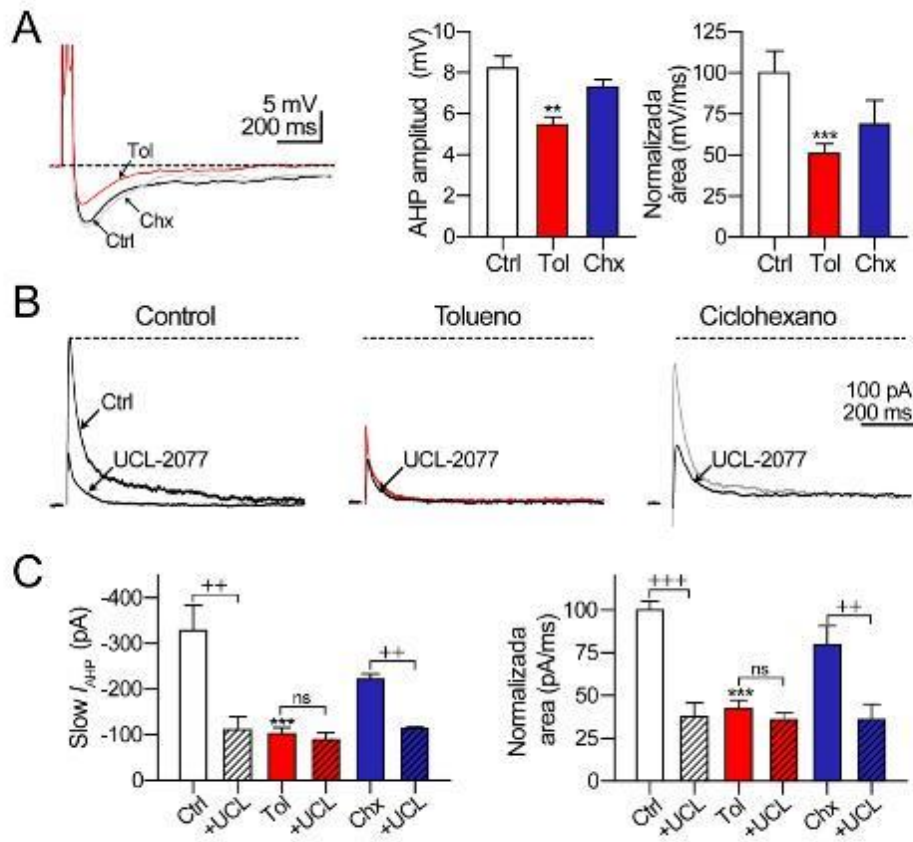 A
5 mV
200 ms
Tol
Chx
Ctrl
AHP amplitud (mV)
10
8
6
4
2
0
**
Ctrl Tol Chx
Normalizada
área (mV/ms)
125
100
75
50
25
0
***
Ctrl Tol Chx
B
Control
Tolueno
Ciclohexano
Ctrl
UCL-2077
UCL-2077
UCL-2077
100 pA
200 ms
C
Slow IAHP (pA)
-400
-300
-200
-100
0
++
***
ns
++
Ctrl +UCL Tol +UCL Chx +UCL
Normalizada
area (pA/ms)
100
75
50
25
0
+++
***
ns
++
Ctrl +UCL Tol +UCL Chx +UCL